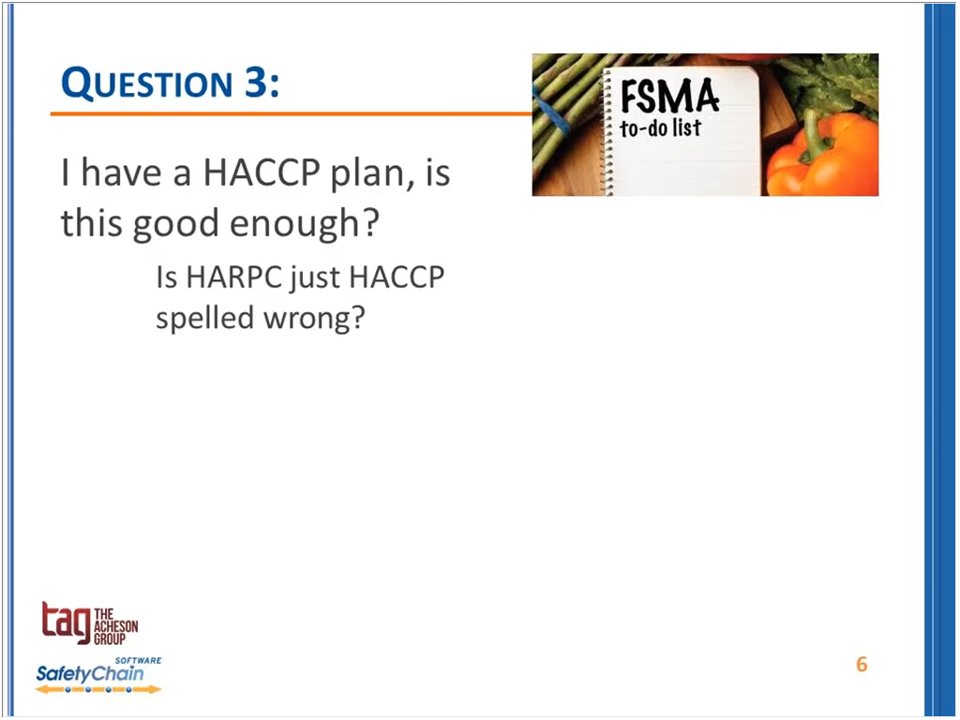 QUESTION 3:
FSMA
to-do list
I have a HACCP plan, is
this good enough?
Is HARPC just HACCP
spelled wrong?
tag THE
ACHESON
GROUP
SOFTWARE
SafetyChain
6